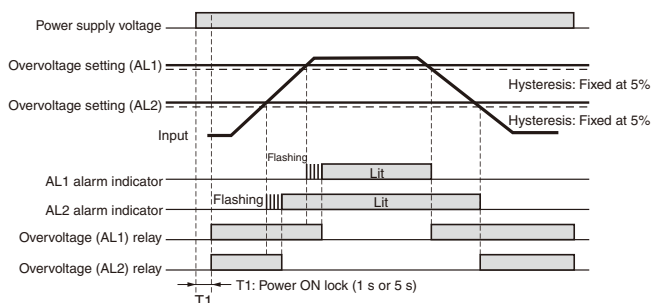 Power supply voltage
Overvoltage setting (AL1)
Hysteresis: Fixed at 5%
Overvoltage setting (AL2)
Hysteresis: Fixed at 5%
Input
Flashing
Lit
AL1 alarm indicator
Flashing
Lit
AL2 alarm indicator
Overvoltage (AL1) relay
Overvoltage (AL2) relay
T1: Power ON lock (1 s or 5 s)
T1